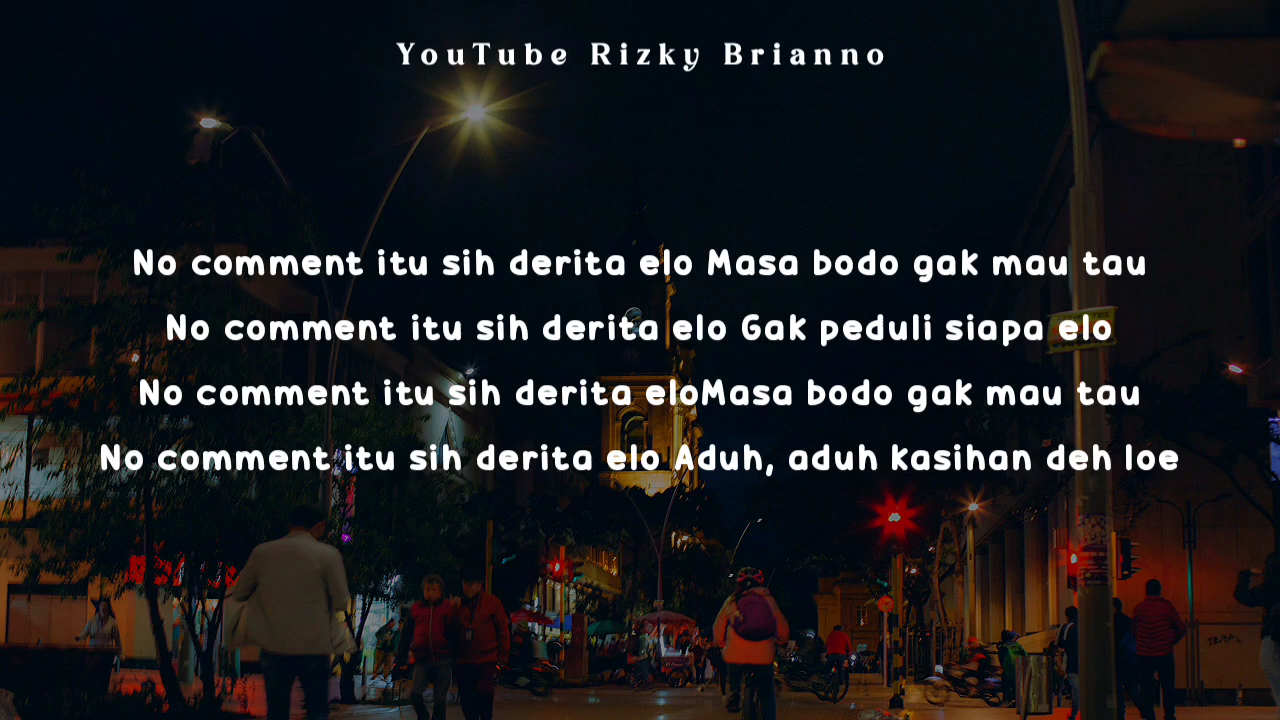 YouTube Rizky Brianno
No comment itu sih derita elo Masa bodo gak mau tau
No comment itu sih derita elo Gak peduli siapa elo
No comment itu sih derita eloMasa bodo gak mau tau
No comment itu sih derita elo Aduh, aduh kasihan deh loe